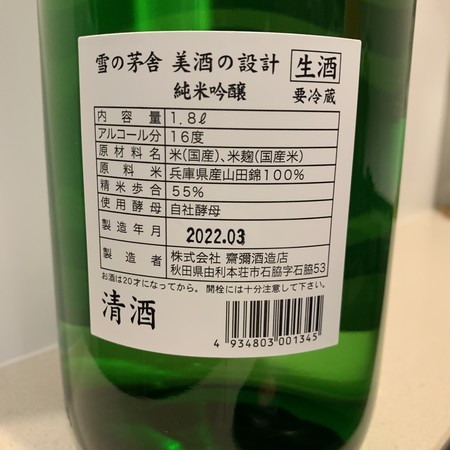 雪の茅舎 美酒の設計 生酒
純米吟醸 要冷蔵
内容量 1.8ℓ
アルコール分 16度
原材料名 米(国産)、米麹(国産米)
原料米 兵庫県産山田錦100%
精米歩合 55%
使用酵母 自社酵母
製造年月 2022.03
製造者 株式会社 齋彌酒造店
秋田県由利本荘市石脇字石脇53
お酒は20才になってから。 開栓には十分注意して下さい。
清酒
4 934803 001345